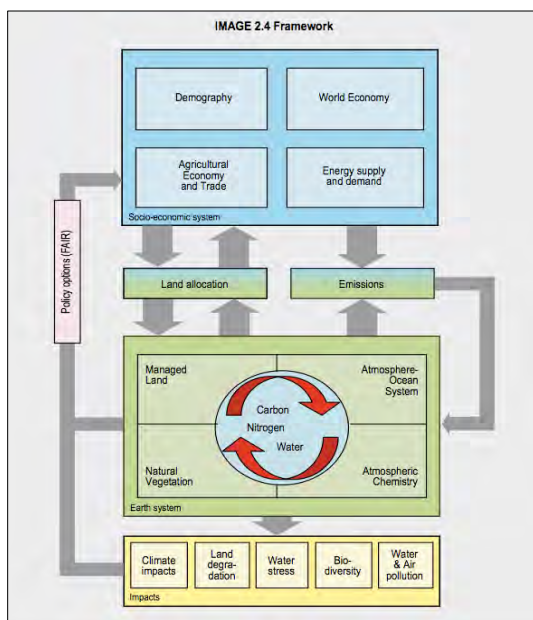 IMAGE 2.4 Framework
Demography
World Economy
Agricultural
Economy
and Trade
Energy supply
and demand
Socio-economic system
Policy options (FAIR)
Land allocation
Emissions
Managed
Land
Atmosphere-
Ocean
System
Carbon
Nitrogen
Water
Natural
Vegetation
Atmospheric
Chemistry
Earth system
Climate
impacts
Land
degra-
dation
Water
stress
Bio-
diversity
Water
& Air
pollution
Impacts